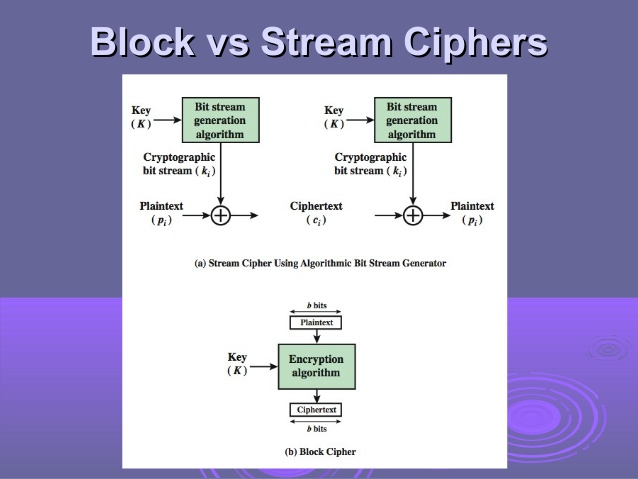 Block vs Stream Ciphers
Key
(K)
Bit stream
generation
algorithm
Key
(K)
Bit stream
generation
algorithm
Cryptographic
bit stream (ki)
Cryptographic
bit stream (ki)
Plaintext
(pi)
Ciphertext
(ci)
Plaintext
(pi)
(a) Stream Cipher Using Algorithmic Bit Stream Generator
b bits
Plaintext
Key
(K)
Encryption
algorithm
Ciphertext
b bits
(b) Block Cipher